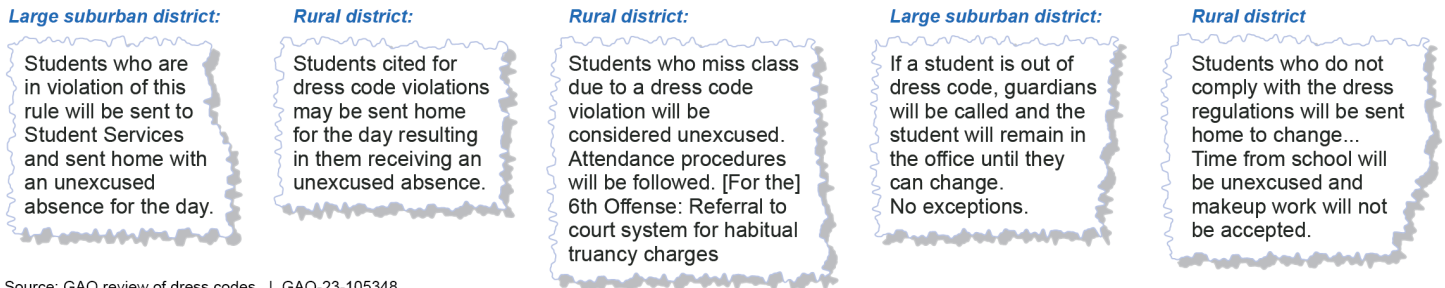 Large suburban district:
Students who are
in violation of this
rule will be sent to
Student Services
and sent home with
an unexcused
absence for the day.
Rural district:
Students cited for
dress code violations
may be sent home
for the day resulting
in them receiving an
unexcused absence.
Rural district:
Students who miss class
due to a dress code
violation will be
considered unexcused.
Attendance procedures
will be followed. [For the]
6th Offense: Referral to
court system for habitual
truancy charges
Large suburban district:
If a student is out of
dress code, guardians
will be called and the
student will remain in
the office until they
can change.
No exceptions.
Rural district
Students who do not
comply with the dress
regulations will be sent
home to change...
Time from school will
be unexcused and
makeup work will not
be accepted.
Source: GAO review of dress codes. | GAO-23-105348